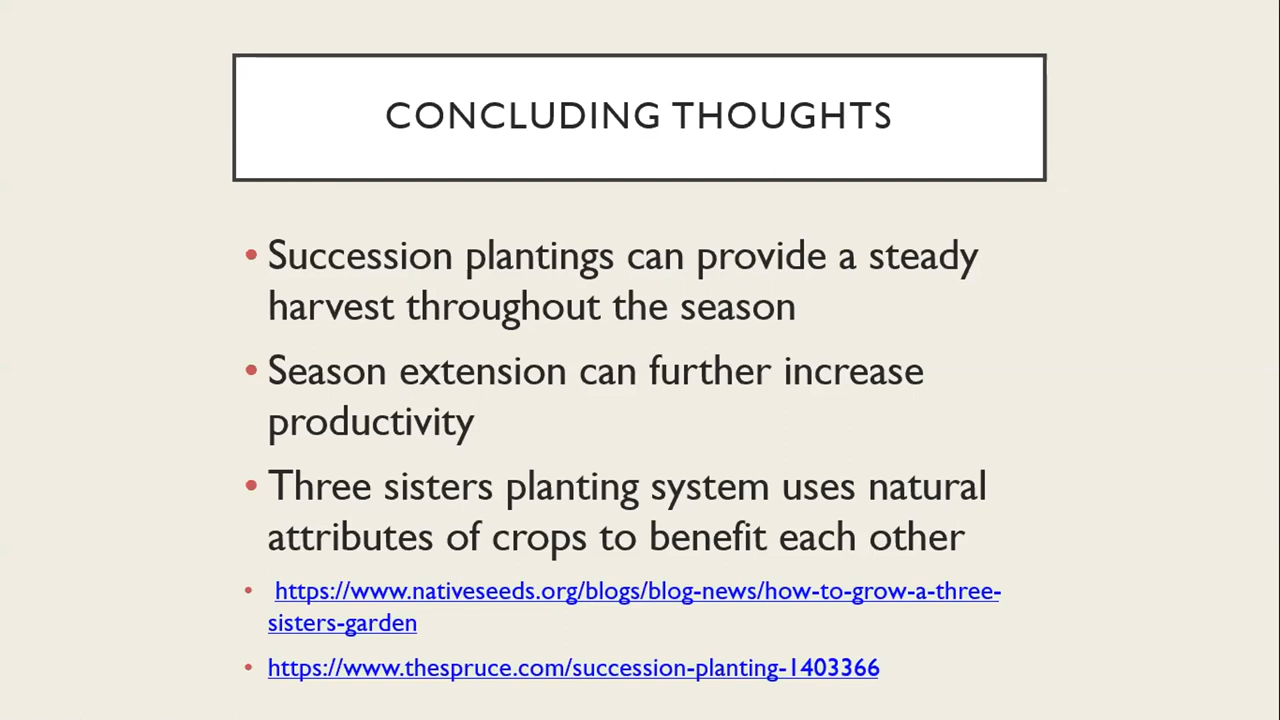 CONCLUDING THOUGHTS
• Succession plantings can provide a steady
harvest throughout the season
• Season extension can further increase
productivity
• Three sisters planting system uses natural
attributes of crops to benefit each other
• https://www.nativeseeds.org/blogs/blog-news/how-to-grow-a-three-
sisters-garden
• https://www.thespruce.com/succession-planting-1403366